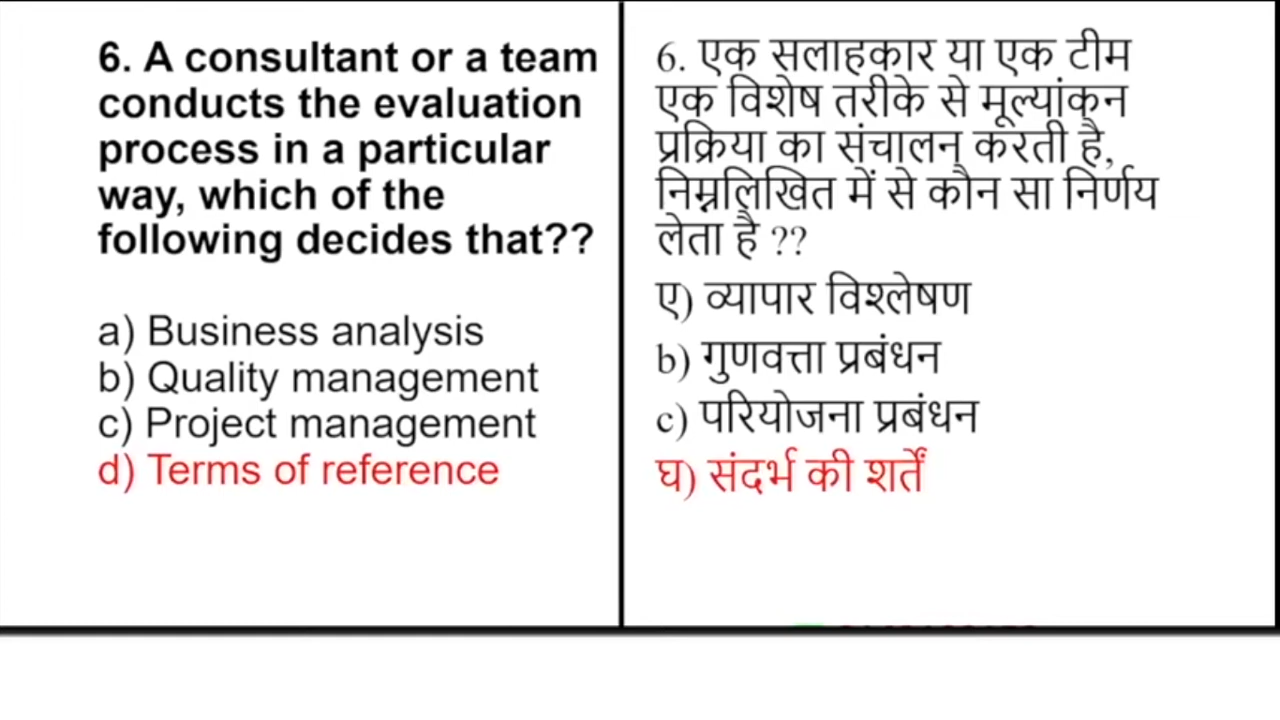 6. A consultant or a team
conducts the evaluation
process in a particular
way, which of the
following decides that??
a) Business analysis
b) Quality management
c) Project management
d) Terms of reference
6. एक सलाहकार या एक टीम
एक विशेष तरीके से मूल्यांकन
प्रक्रिया का संचालन करती है,
निम्नलिखित में से कौन सा निर्णय
लेता है ??
ए) व्यापार विश्लेषण
b) गुणवत्ता प्रबंधन
c) परियोजना प्रबंधन
घ) संदर्भ की शर्तें